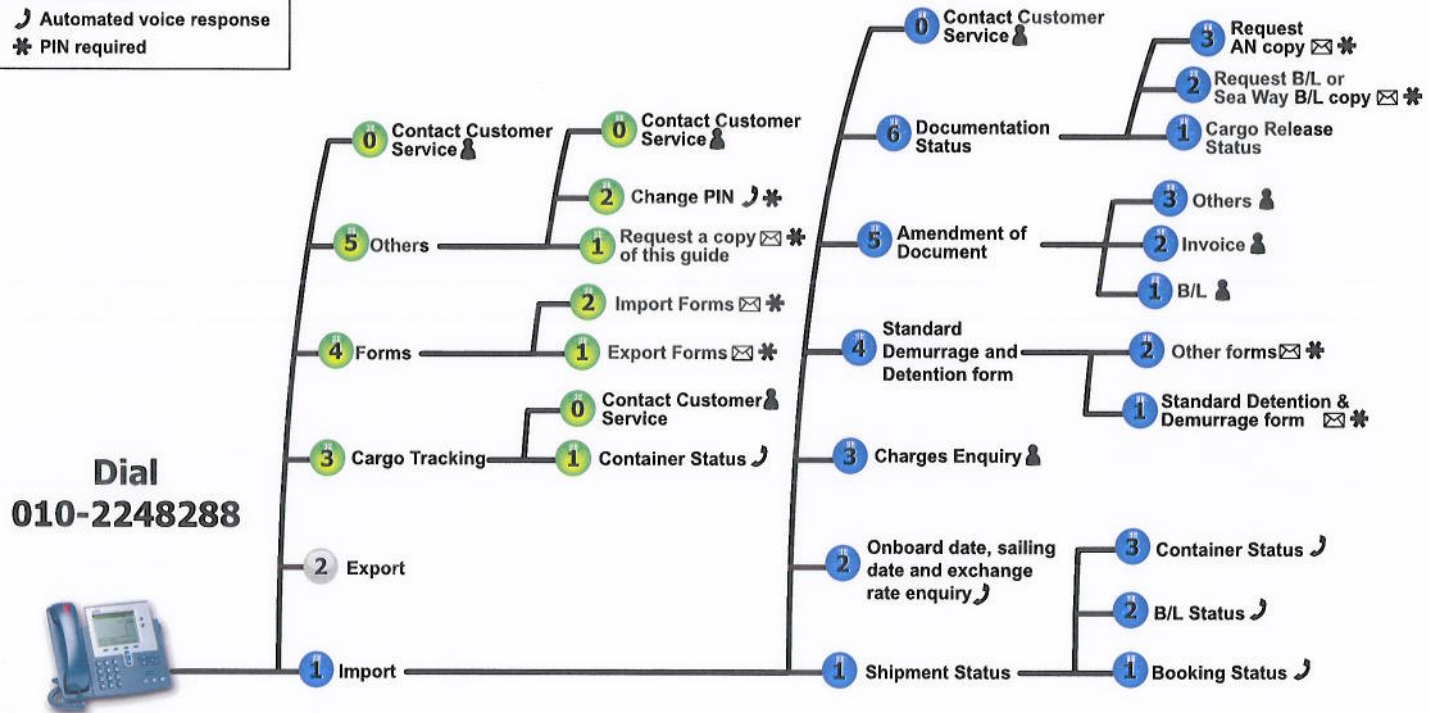 Automated voice response
PIN required
Dial
010-2248288
0 Contact Customer
Service
5 Others
4 Forms
3 Cargo Tracking
2 Export
1 Import
0 Contact Customer
Service
2 Change PIN
1 Request a copy
of this guide
2 Import Forms
1 Export Forms
0 Contact Customer
Service
1 Container Status
0 Contact Customer
Service
6 Documentation
Status
5 Amendment of
Document
4 Standard
Demurrage and
Detention form
3 Charges Enquiry
2 Onboard date, sailing
date and exchange
rate enquiry
1 Shipment Status
3 Request
AN copy
2 Request B/L or
Sea Way B/L copy
1 Cargo Release
Status
3 Others
2 Invoice
1 B/L
2 Other forms
1 Standard Detention &
Demurrage form
3 Container Status
2 B/L Status
1 Booking Status